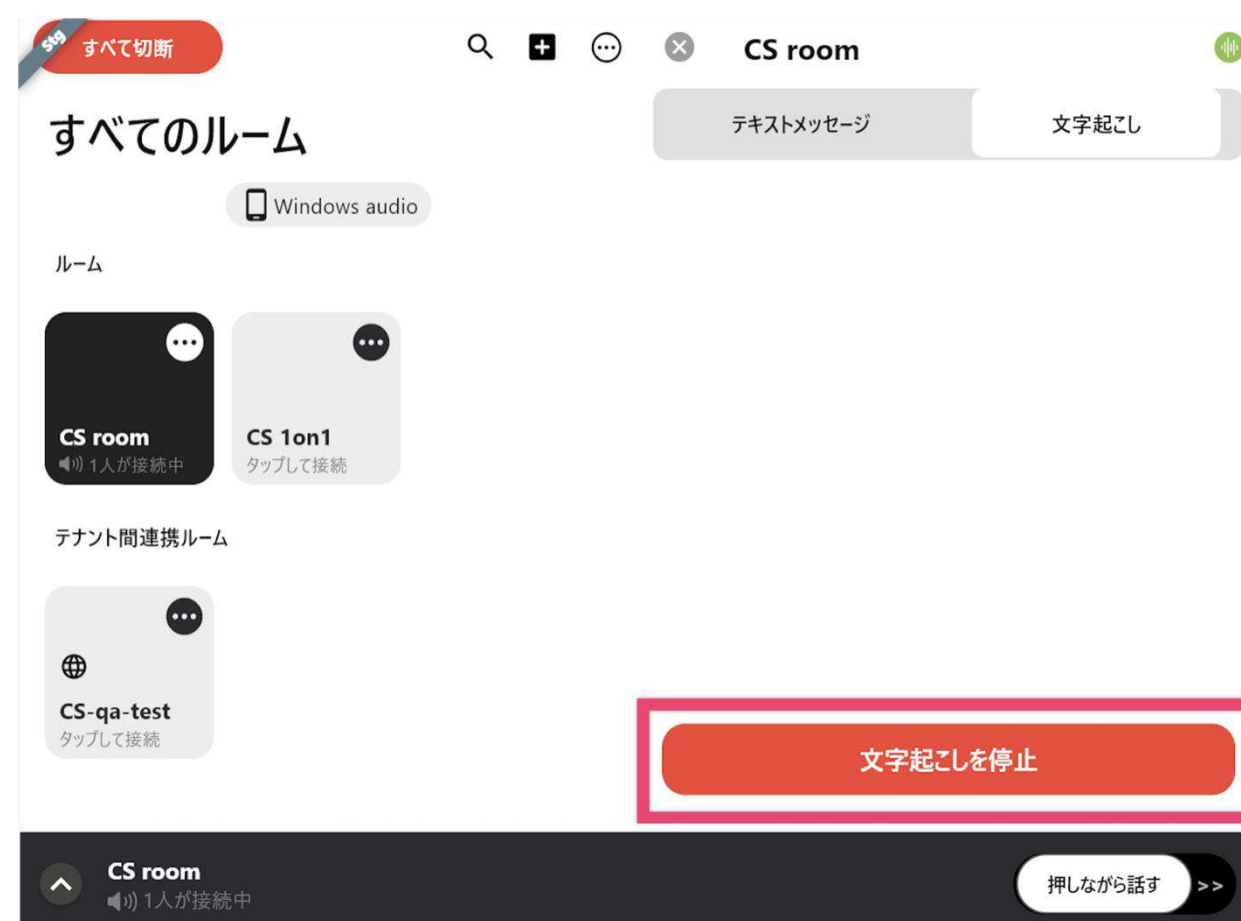 stg
すべて切断
すべてのルーム
Windows audio
ルーム
CS room
1人が接続中
CS 1on1
タップして接続
テナント間連携ルーム
CS-qa-test
タップして接続
CS room
テキストメッセージ
文字起こし
文字起こしを停止
CS room
1人が接続中
押しながら話す
>>